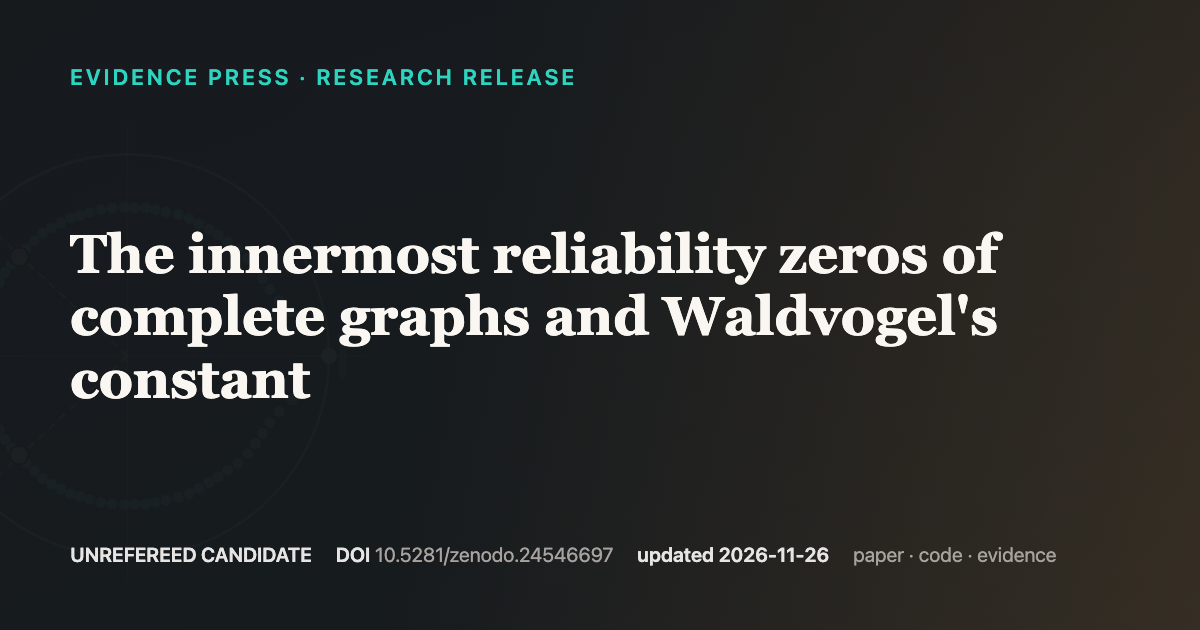 EVIDENCE PRESS · RESEARCH RELEASE
The innermost reliability zeros of
complete graphs and Waldvogel's
constant
UNREFEREED CANDIDATE DOI 10.5281/zenodo.24546697 updated 2026-11-26 paper · code · evidence